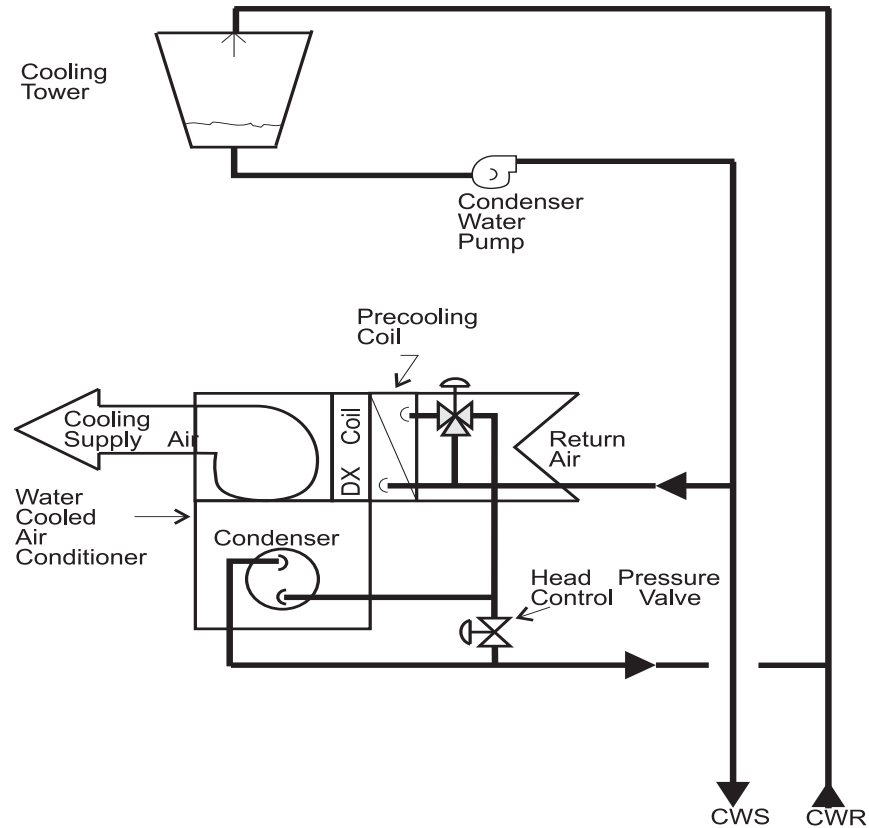 Cooling
Tower
Condenser
Water
Pump
Precooling
Coil
Cooling
Supply Air
DX Coil
Return
Air
Water
Cooled
Air
Conditioner
Condenser
Head Pressure
Control Valve
CWS
CWR